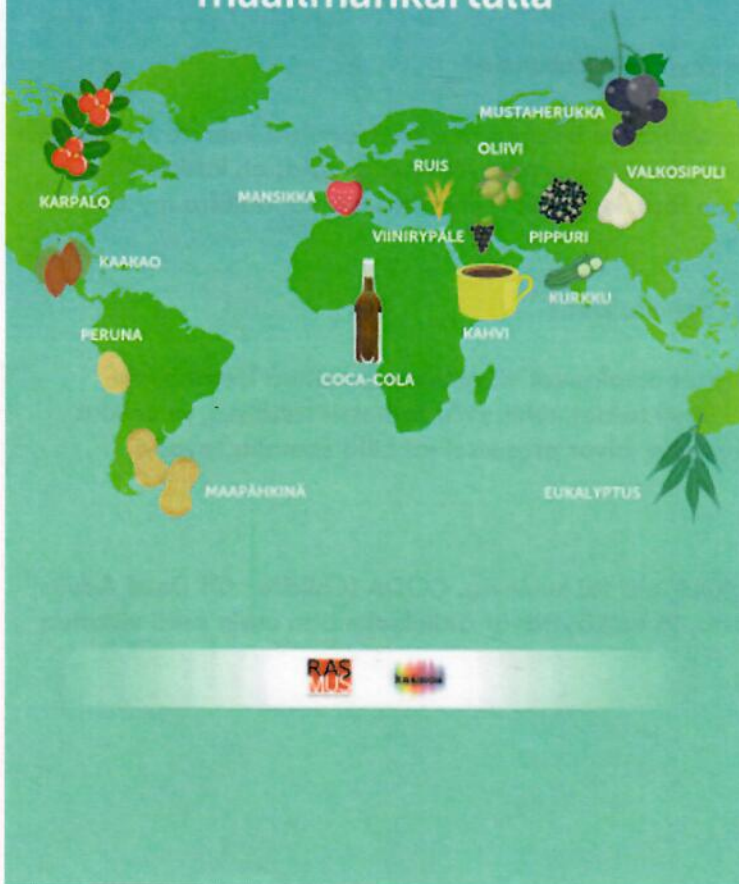 maailmankartalla
MUSTAHERUKKA
OLIIVI
RUIS
VALKOSIPULI
KARPALO
MANSIKKA
VIINIRYPÄLE
PIPPURI
KAAKAO
KURKKU
PERUNA
KAHVI
COCA-COLA
MAAPÄHKINÄ
EUKALYPTUS
RAS
MUS